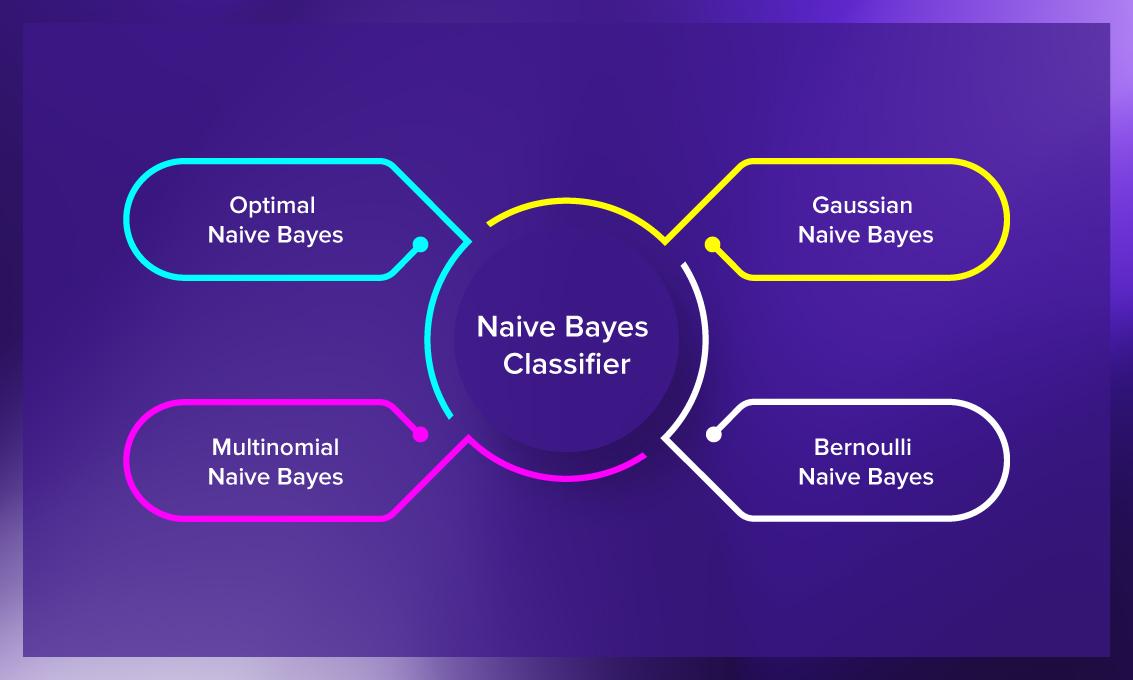 Optimal
Naive Bayes
Gaussian
Naive Bayes
Naive Bayes
Classifier
Multinomial
Naive Bayes
Bernoulli
Naive Bayes